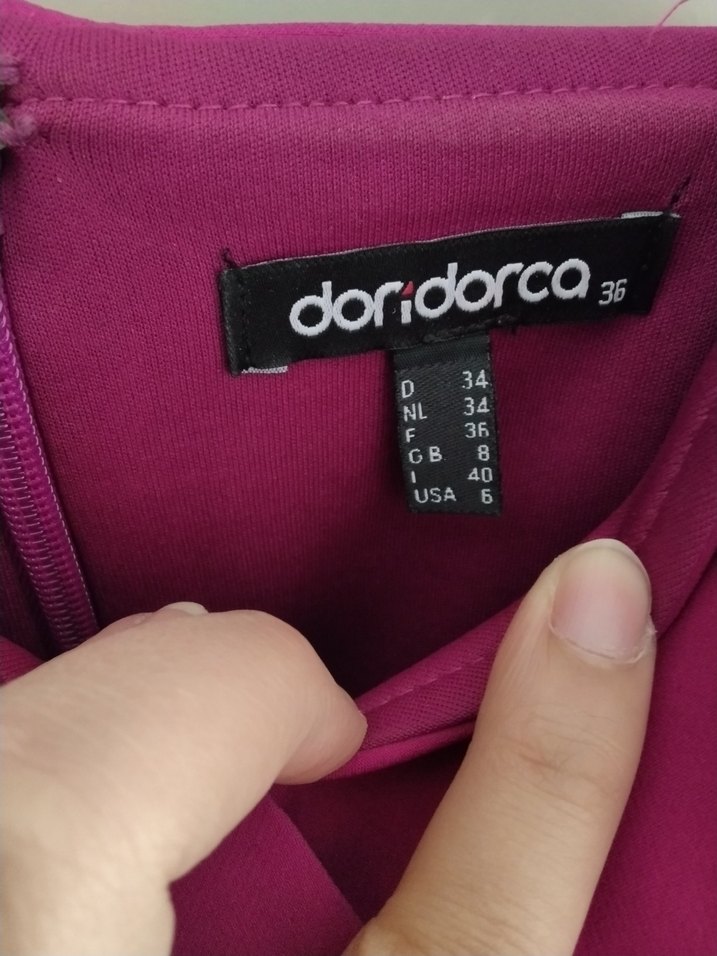 doridorca 36
D 34
NL 34
F 36
GB 8
I 40
USA 6